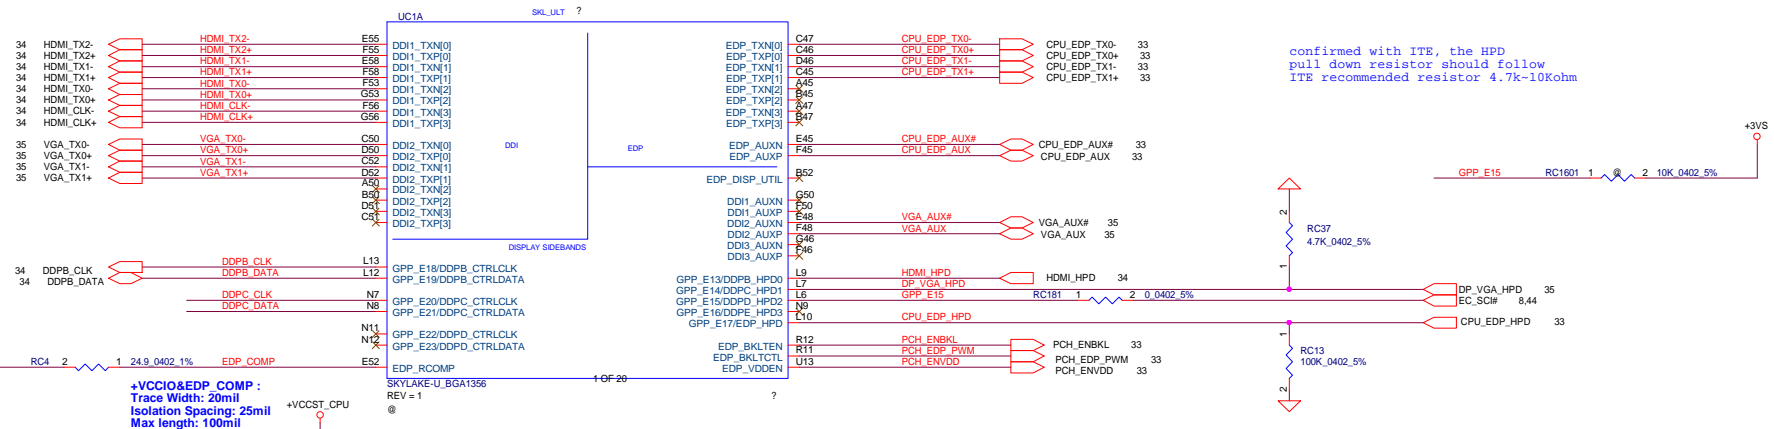 SKL_ULT ?
UC1A
34 HDMI_TX2- HDMI_TX2- E55 DDI1_TXN[0]
34 HDMI_TX2+ HDMI_TX2+ F55 DDI1_TXP[0]
34 HDMI_TX1- HDMI_TX1- E58 DDI1_TXN[1]
34 HDMI_TX1+ HDMI_TX1+ F58 DDI1_TXP[1]
34 HDMI_TX0- HDMI_TX0- F53 DDI1_TXN[2]
34 HDMI_TX0+ HDMI_TX0+ G53 DDI1_TXP[2]
34 HDMI_CLK- HDMI_CLK- F56 DDI1_TXN[3]
34 HDMI_CLK+ HDMI_CLK+ G56 DDI1_TXP[3]
35 VGA_TX0- VGA_TX0- C50 DDI2_TXN[0]
35 VGA_TX0+ VGA_TX0+ D50 DDI2_TXP[0]
35 VGA_TX1- VGA_TX1- C52 DDI2_TXN[1]
35 VGA_TX1+ VGA_TX1+ D52 DDI2_TXP[1]
A50 DDI2_TXN[2]
B50 DDI2_TXP[2]
D51 DDI2_TXN[3]
C51 DDI2_TXP[3]
DDI
EDP
DISPLAY SIDEBANDS
34 DDPB_CLK DDPB_CLK L13 GPP_E18/DDPB_CTRLCLK
34 DDPB_DATA DDPB_DATA L12 GPP_E19/DDPB_CTRLDATA
DDPC_CLK N7 GPP_E20/DDPC_CTRLCLK
DDPC_DATA N8 GPP_E21/DDPC_CTRLDATA
N11 GPP_E22/DDPD_CTRLCLK
N12 GPP_E23/DDPD_CTRLDATA
RC4 2 1 24.9_0402_1% EDP_COMP E52 EDP_RCOMP
EDP_TXN[0] C47 CPU_EDP_TX0- CPU_EDP_TX0- 33
EDP_TXP[0] C46 CPU_EDP_TX0+ CPU_EDP_TX0+ 33
EDP_TXN[1] D46 CPU_EDP_TX1- CPU_EDP_TX1- 33
EDP_TXP[1] C45 CPU_EDP_TX1+ CPU_EDP_TX1+ 33
EDP_TXN[2] A45
EDP_TXP[2] B45
EDP_TXN[3] A47
EDP_TXP[3] B47
EDP_AUXN E45 CPU_EDP_AUX# CPU_EDP_AUX# 33
EDP_AUXP F45 CPU_EDP_AUX CPU_EDP_AUX 33
EDP_DISP_UTIL B52
DDI1_AUXN G50
DDI1_AUXP F50
DDI2_AUXN E48 VGA_AUX# VGA_AUX# 35
DDI2_AUXP F48 VGA_AUX VGA_AUX 35
DDI3_AUXN G46
DDI3_AUXP F46
GPP_E13/DDPB_HPD0 L9 HDMI_HPD HDMI_HPD 34
GPP_E14/DDPC_HPD1 L7 DP_VGA_HPD DP_VGA_HPD 35
GPP_E15/DDPD_HPD2 L6 GPP_E15 RC181 1 2 0_0402_5% EC_SCI# 8,44
GPP_E16/DDPE_HPD3 N9
GPP_E17/EDP_HPD L10 CPU_EDP_HPD CPU_EDP_HPD 33
EDP_BKLTEN R12 PCH_ENBKL PCH_ENBKL 33
EDP_BKLTCTL R11 PCH_EDP_PWM PCH_EDP_PWM 33
EDP_VDDEN U13 PCH_ENVDD PCH_ENVDD 33
SKYLAKE-U_BGA1356 1 OF 20
REV = 1 ?
@
+VCCIO&EDP_COMP :
Trace Width: 20mil
Isolation Spacing: 25mil
Max length: 100mil
+VCCST_CPU
confirmed with ITE, the HPD
pull down resistor should follow
ITE recommended resistor 4.7k~10Kohm
+3VS
GPP_E15 RC1601 1 @ 2 10K_0402_5%
2
RC37
4.7K_0402_5%
1
1
RC13
100K_0402_5%
2